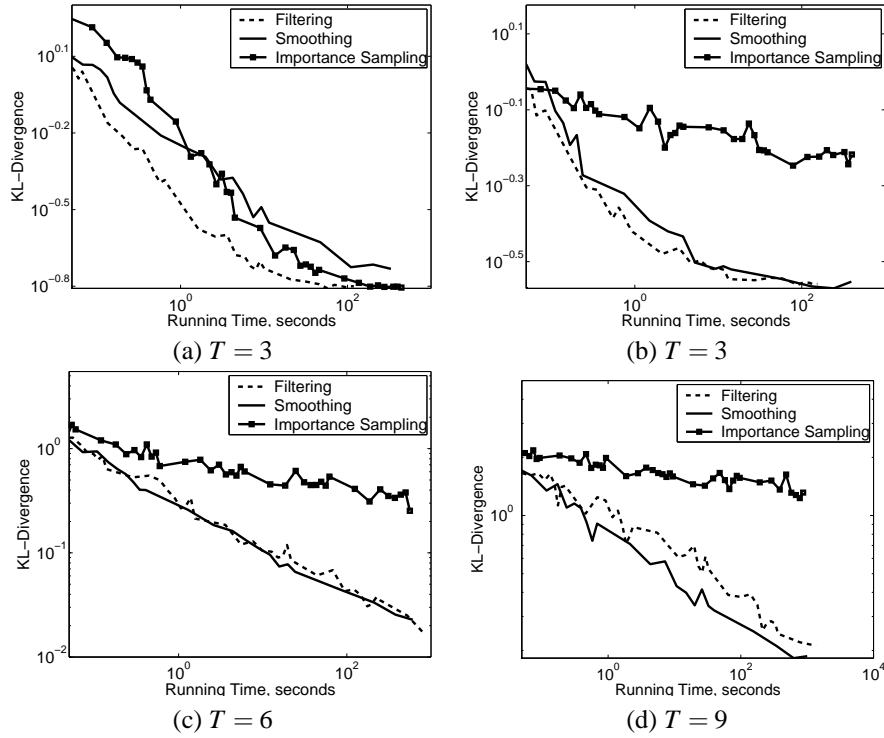 Filtering
Smoothing
Importance Sampling
10^0.1
10^−0.2
10^−0.5
10^−0.8
KL−Divergence
10^0
10^2
Running Time, seconds
(a) T = 3
Filtering
Smoothing
Importance Sampling
10^−0.1
10^−0.3
10^−0.5
KL−Divergence
10^0
10^2
Running Time, seconds
(b) T = 3
Filtering
Smoothing
Importance Sampling
10^0
10^−1
10^−2
KL−Divergence
10^0
10^2
Running Time, seconds
(c) T = 6
Filtering
Smoothing
Importance Sampling
10^0
KL−Divergence
10^0
10^2
10^4
Running Time, seconds
(d) T = 9